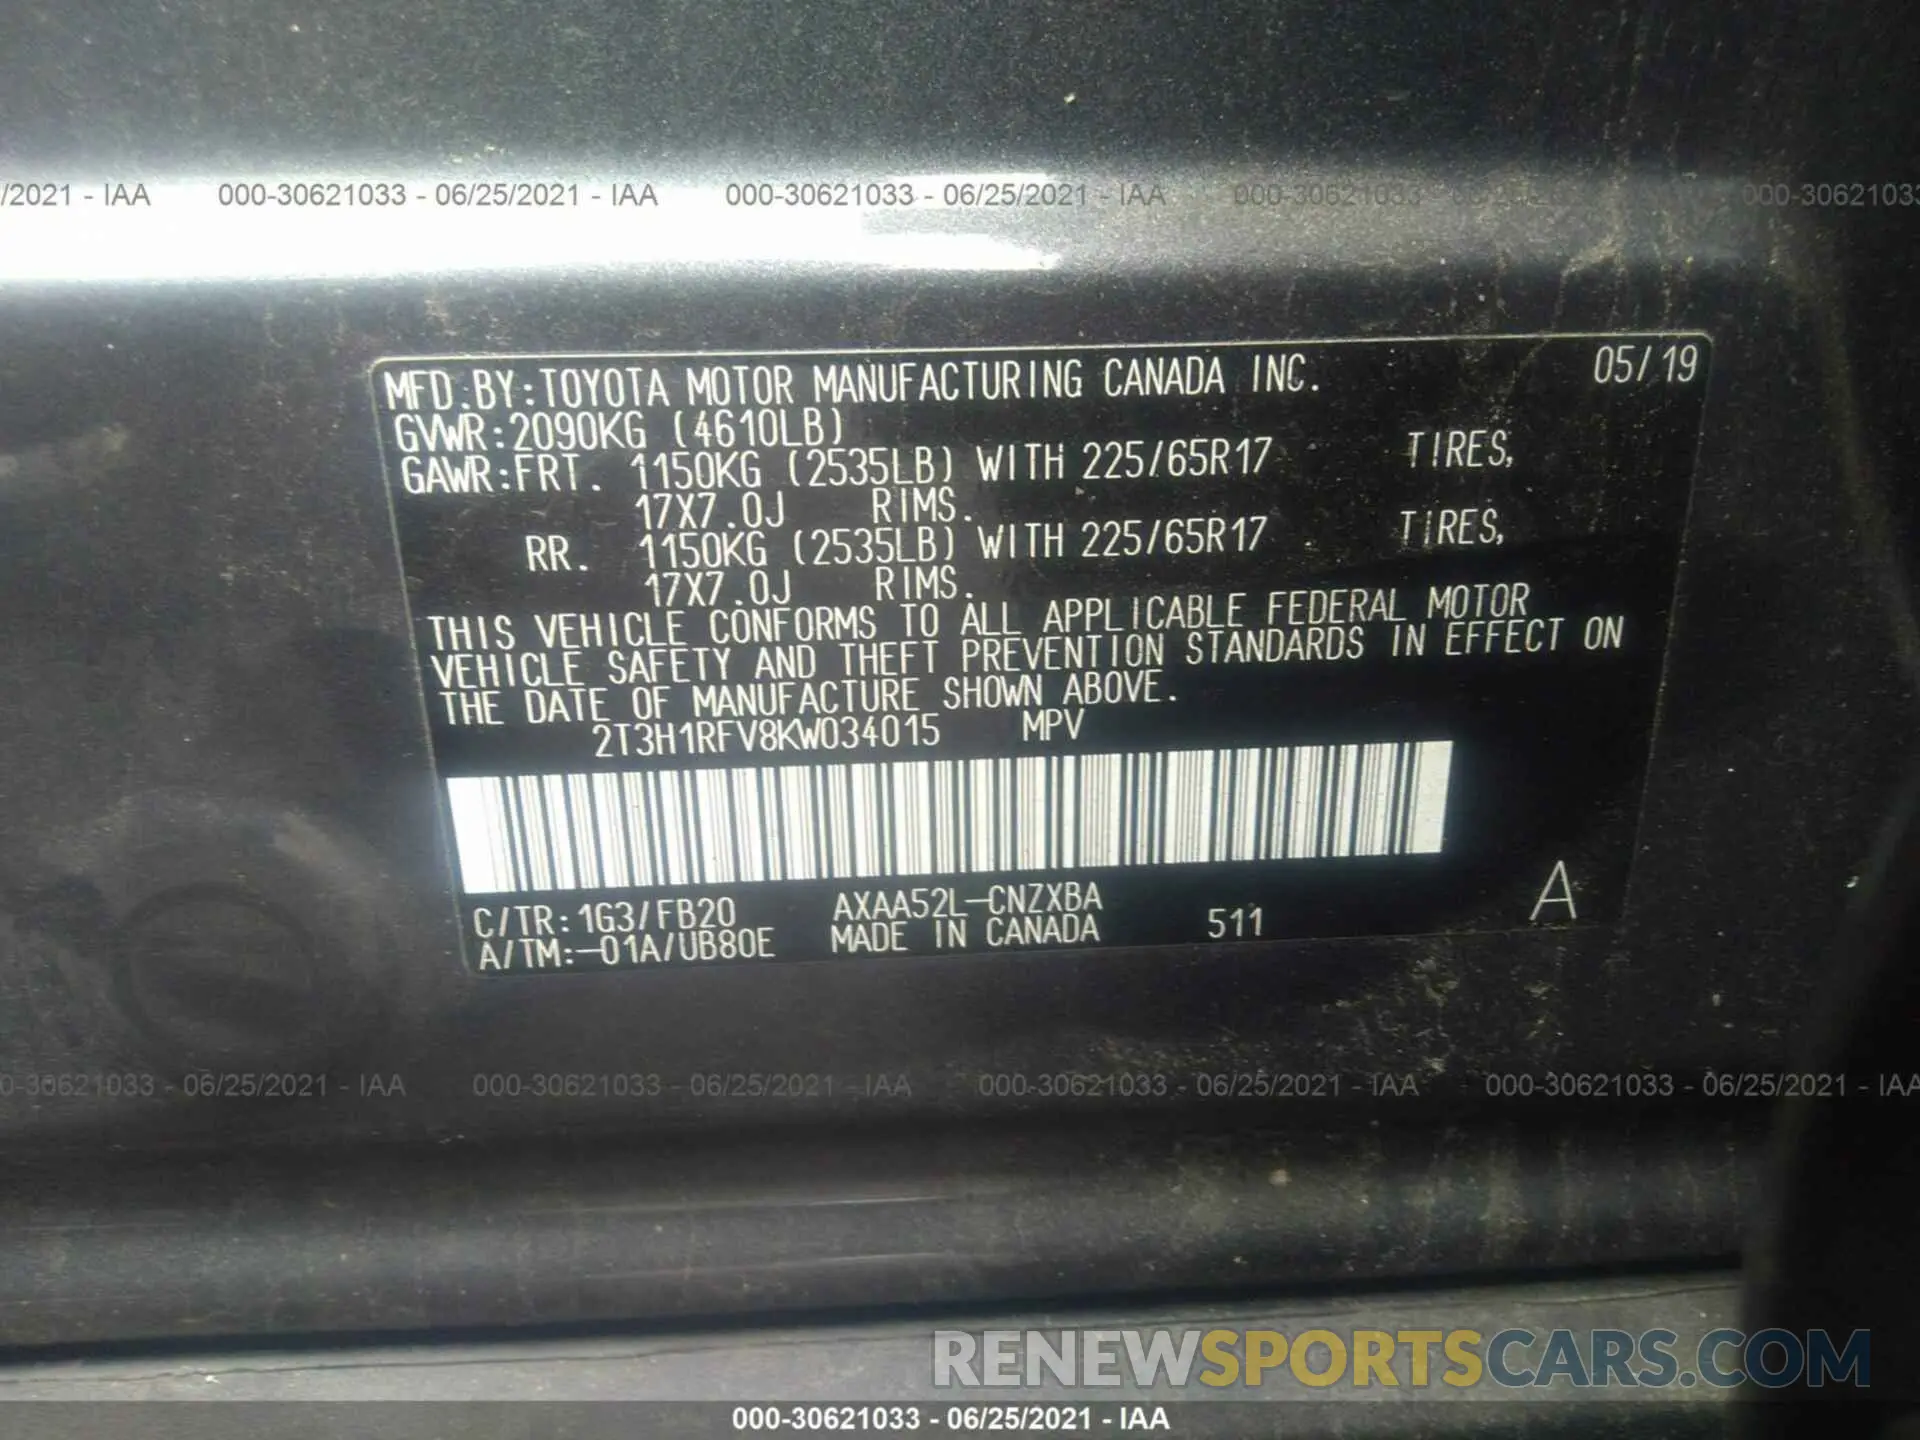 /2021 - IAA 000-30621033 - 06/25/2021 - IAA 000-30621033 - 06/25/2021 - IAA 000-30621033 000-30621033
MFD.BY:TOYOTA MOTOR MANUFACTURING CANADA INC. 05/19
GVWR:2090KG (4610LB)
GAWR:FRT. 1150KG (2535LB) WITH 225/65R17 TIRES,
17X7.0J RIMS.
RR. 1150KG (2535LB) WITH 225/65R17 TIRES,
17X7.0J RIMS.
THIS VEHICLE CONFORMS TO ALL APPLICABLE FEDERAL MOTOR
VEHICLE SAFETY AND THEFT PREVENTION STANDARDS IN EFFECT ON
THE DATE OF MANUFACTURE SHOWN ABOVE.
2T3H1RFV8KW034015 MPV
C/TR:1G3/FB20 AXAA52L-CNZXBA
A/TM:-01A/UB80E MADE IN CANADA 511 A
0-30621033 - 06/25/2021 - IAA 000-30621033 - 06/25/2021 - IAA 000-30621033 - 06/25/2021 - IAA 000-30621033 - 06/25/2021 - IAA
RENEWSPORTSCARS.COM
000-30621033 - 06/25/2021 - IAA